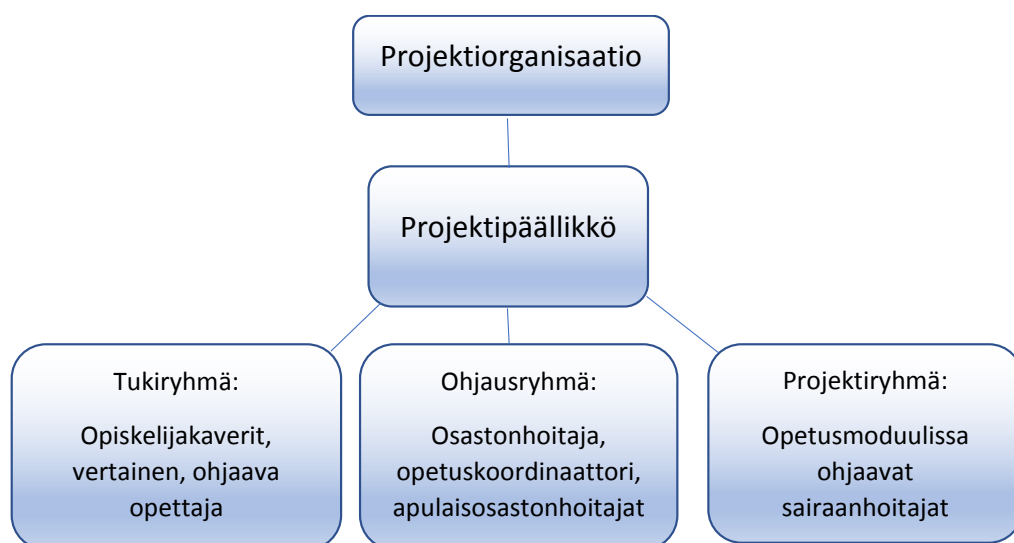 Projektiorganisaatio
Projektipäällikkö
Tukiryhmä:
Opiskelijakaverit,
vertainen, ohjaava
opettaja
Ohjausryhmä:
Osastonhoitaja,
opetuskoordinaattori,
apulaisosastonhoitajat
Projektiryhmä:
Opetusmoduulissa
ohjaavat
sairaanhoitajat